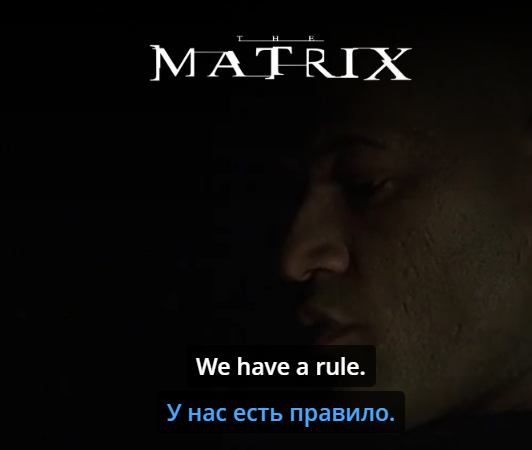 THE
MATRIX
We have a rule.
У нас есть правило.